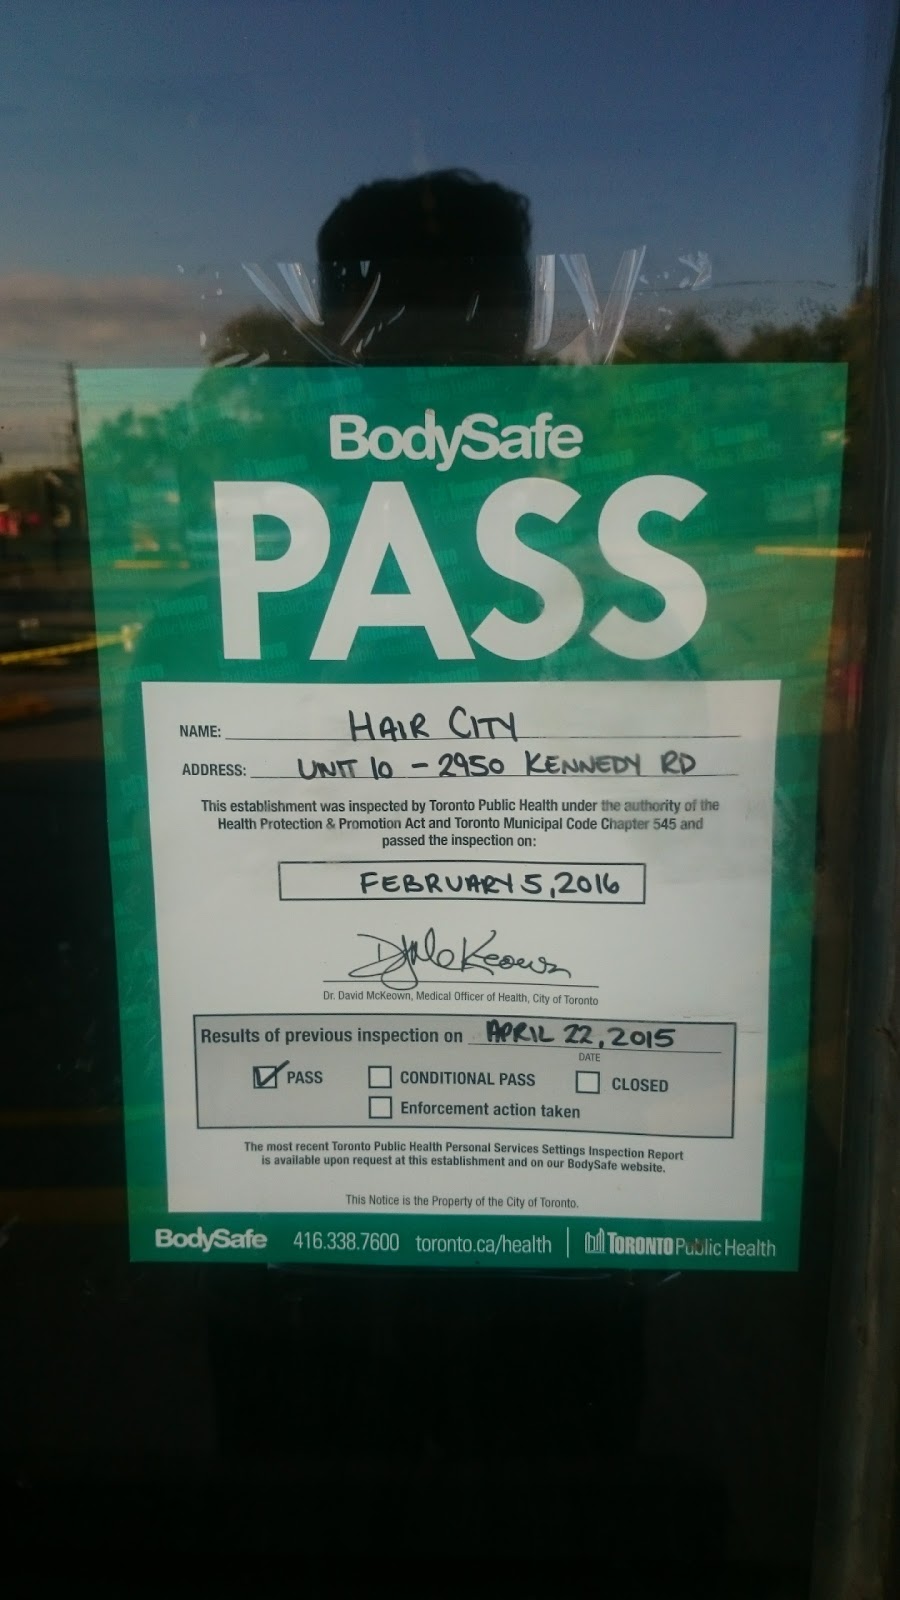 BodySafe
PASS
NAME: HAIR CITY
ADDRESS: UNIT 10 - 2950 KENNEDY RD
This establishment was inspected by Toronto Public Health under the authority of the
Health Protection & Promotion Act and Toronto Municipal Code Chapter 545 and
passed the inspection on:
FEBRUARY 5, 2016
Dr. David McKeown, Medical Officer of Health, City of Toronto
Results of previous inspection on APRIL 22, 2015
DATE
PASS CONDITIONAL PASS CLOSED
Enforcement action taken
The most recent Toronto Public Health Personal Services Settings Inspection Report
is available upon request at this establishment and on our BodySafe website.
This Notice is the Property of the City of Toronto.
BodySafe 416.338.7600 toronto.ca/health TORONTO Public Health